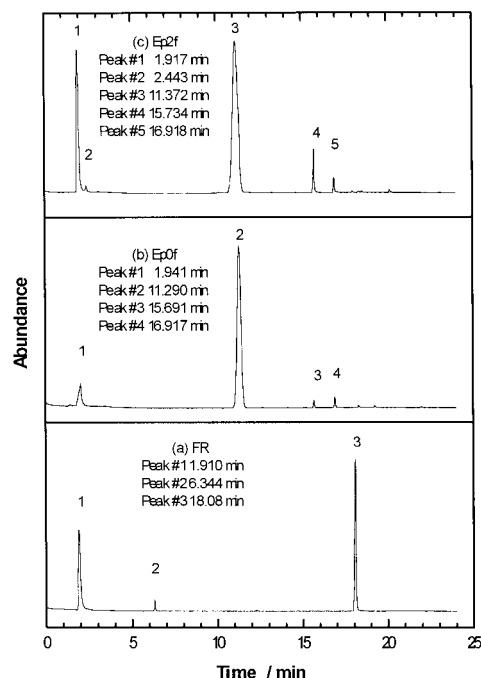 1
3
(c) Ep2f
Peak #1 1.917 min
Peak #2 2.443 min
Peak #3 11.372 min
Peak #4 15.734 min
Peak #5 16.918 min
2
4
5
2
(b) Ep0f
Peak #1 1.941 min
Peak #2 11.290 min
Peak #3 15.691 min
Peak #4 16.917 min
1
3 4
Abundance
3
(a) FR
Peak #1 1.910 min
Peak #2 6.344 min
Peak #3 18.08 min
1
2
0 5 10 15 20 25
Time / min